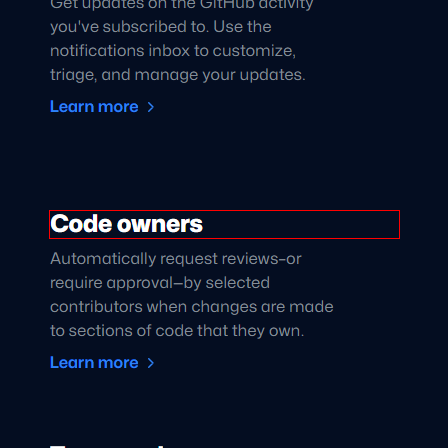 Get updates on the GitHub activity
you've subscribed to. Use the
notifications inbox to customize,
triage, and manage your updates.
Learn more
Code owners
Automatically request reviews–or
require approval—by selected
contributors when changes are made
to sections of code that they own.
Learn more